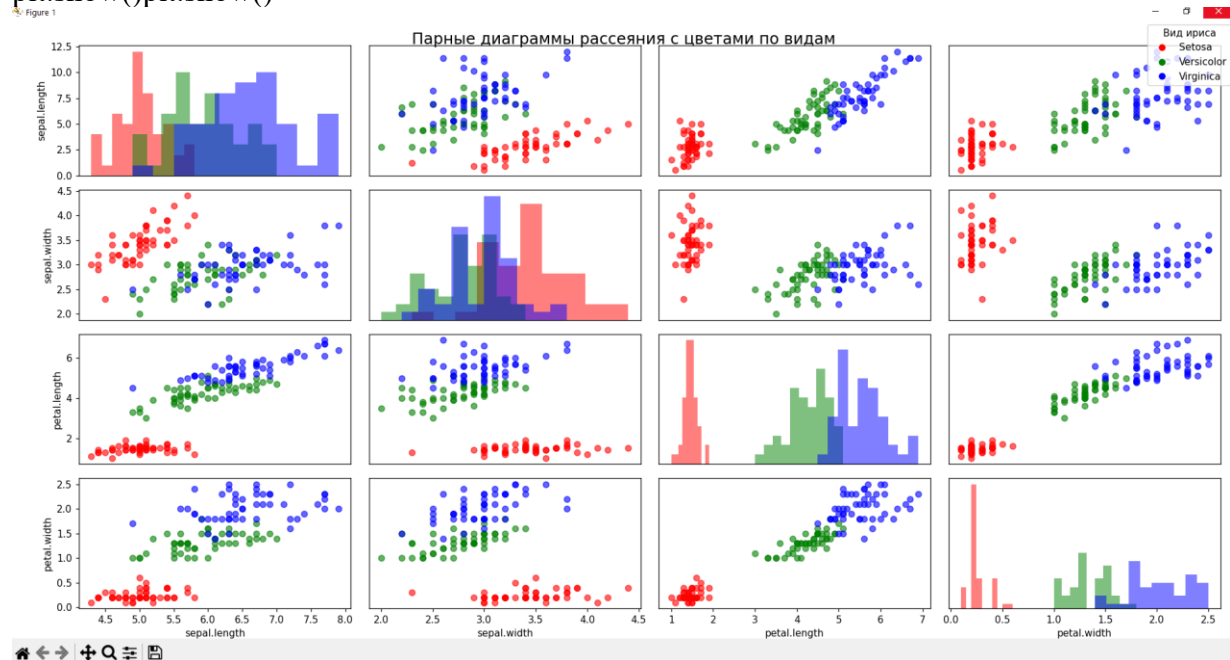 plt.show()plt.show()
Figure 1
Парные диаграммы рассеяния с цветами по видам
Вид ириса
Setosa
Versicolor
Virginica
sepal.length
12.5
10.0
7.5
5.0
2.5
0.0
sepal.width
4.5
4.0
3.5
3.0
2.5
2.0
petal.length
6
4
2
petal.width
2.5
2.0
1.5
1.0
0.5
0.0
4.5 5.0 5.5 6.0 6.5 7.0 7.5 8.0
2.0 2.5 3.0 3.5 4.0 4.5
1 2 3 4 5 6 7
0.0 0.5 1.0 1.5 2.0 2.5
sepal.length
sepal.width
petal.length
petal.width